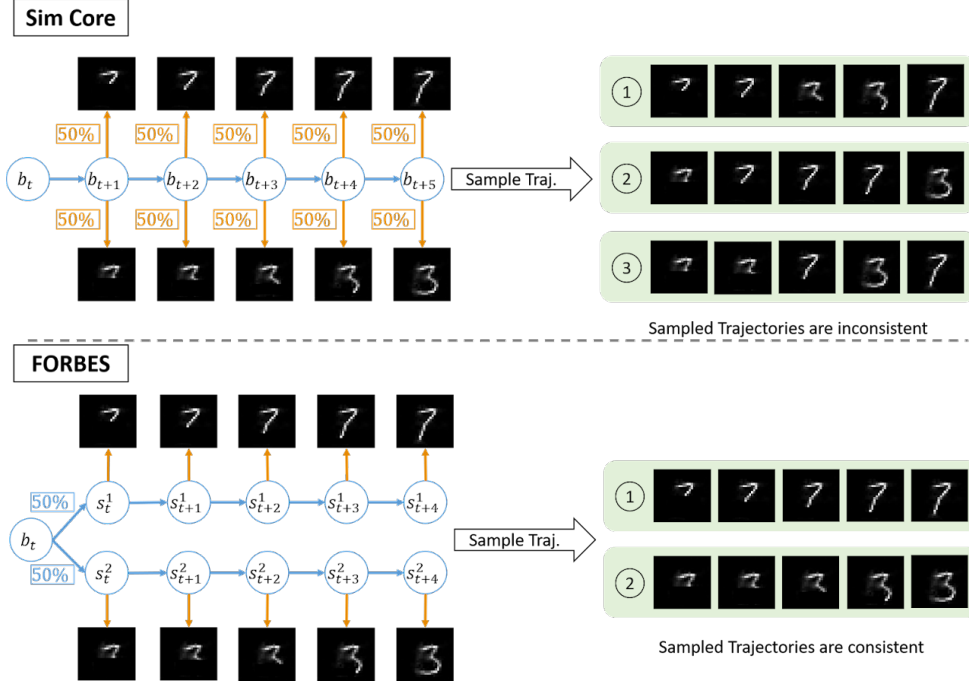 Sim Core
50% 50% 50% 50% 50%
b_t b_{t+1} b_{t+2} b_{t+3} b_{t+4} b_{t+5}
Sample Traj.
50% 50% 50% 50% 50%
1
2
3
Sampled Trajectories are inconsistent
FORBES
50%
s_t^1 s_{t+1}^1 s_{t+2}^1 s_{t+3}^1 s_{t+4}^1
b_t
Sample Traj.
50%
s_t^2 s_{t+1}^2 s_{t+2}^2 s_{t+3}^2 s_{t+4}^2
1
2
Sampled Trajectories are consistent